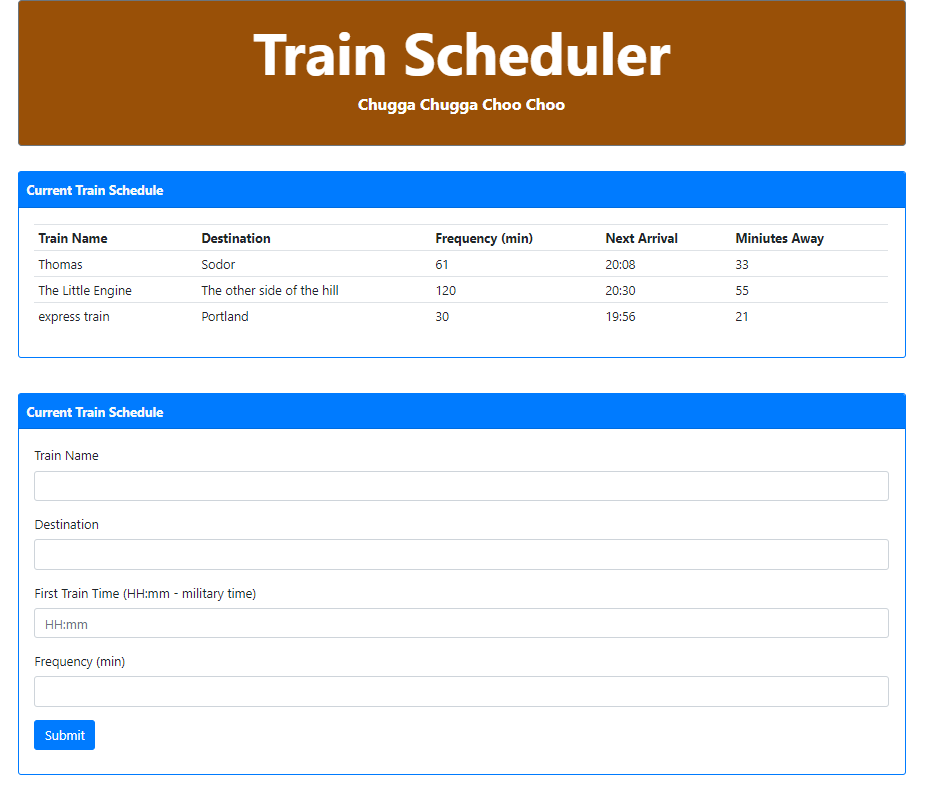 Train Scheduler
Chugga Chugga Choo Choo
Current Train Schedule
Train Name Destination Frequency (min) Next Arrival Miniutes Away
Thomas Sodor 61 20:08 33
The Little Engine The other side of the hill 120 20:30 55
express train Portland 30 19:56 21
Current Train Schedule
Train Name
Destination
First Train Time (HH:mm - military time)
HH:mm
Frequency (min)
Submit